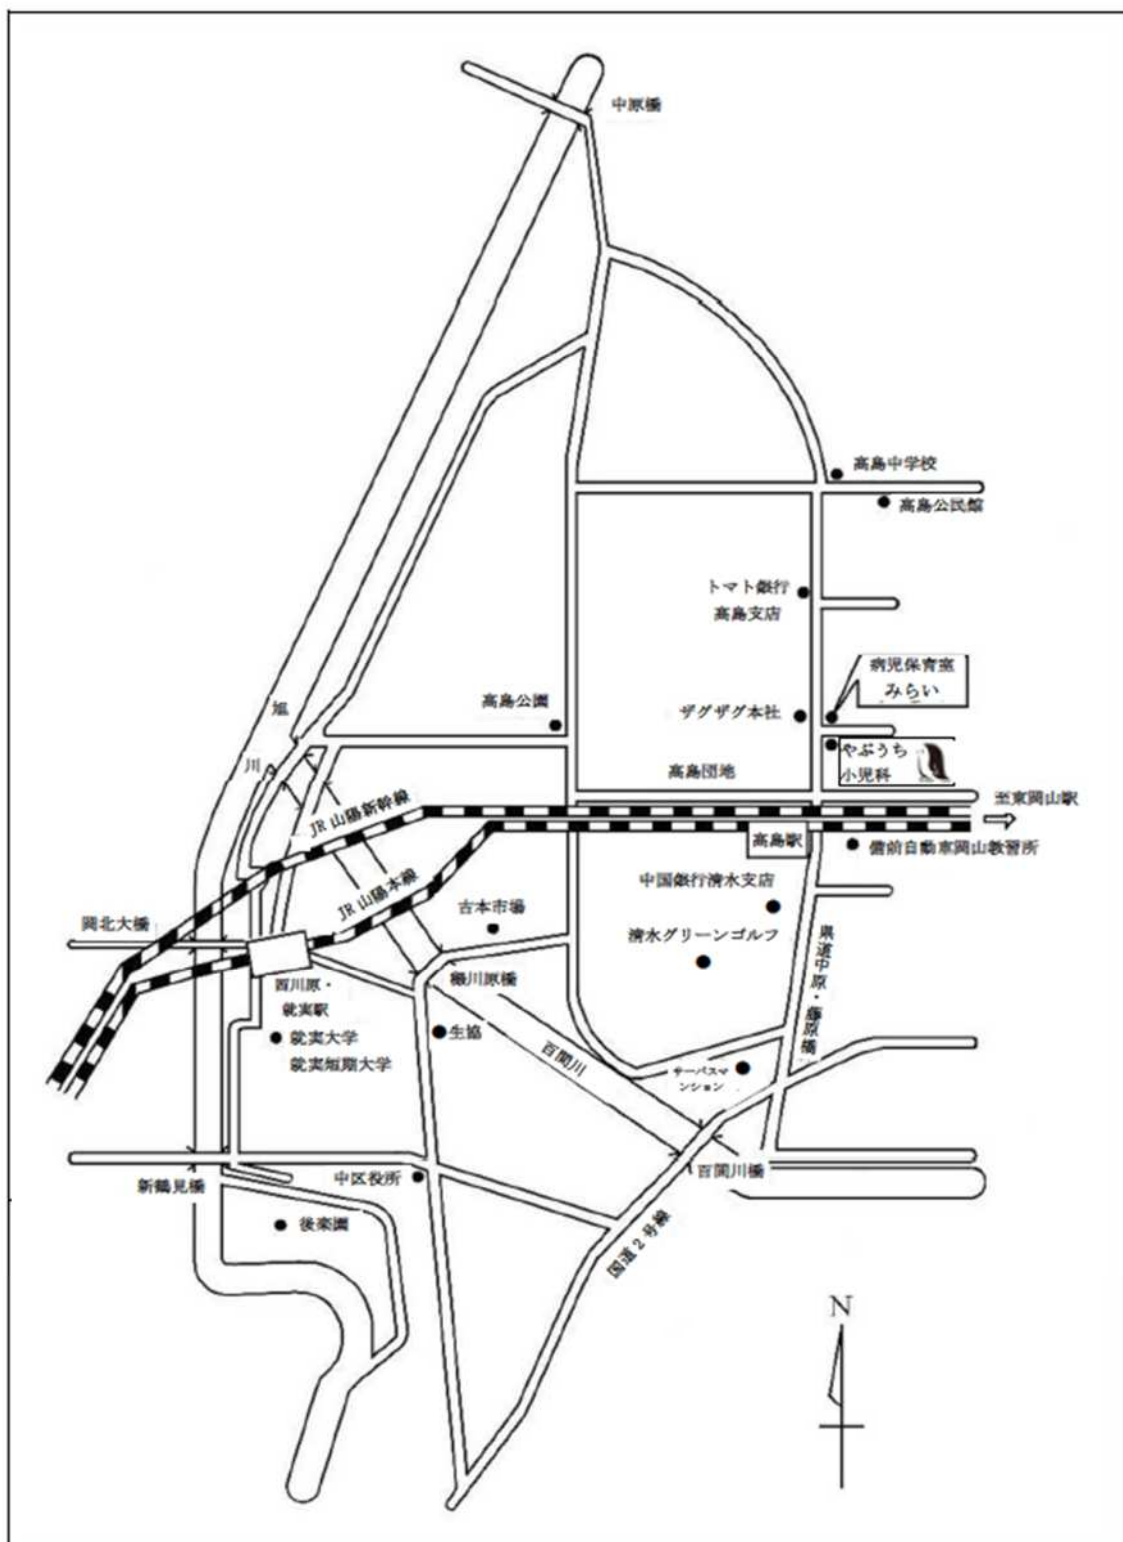 中原橋
高島中学校
高島公民館
トマト銀行
高島支店
病児保育室
みらい
旭
川
高島公園
ザグザグ本社
やぶうち
小児科
高島団地
至東岡山駅
JR山陽新幹線
高島駅
備前自動車岡山教習所
中国銀行清水支店
JR山陽本線
古本市場
岡北大橋
清水グリーンゴルフ
県道中原・藤原橋
西川原・
就実駅
楢川原橋
就実大学
就実短期大学
生協
百間川
サーパスマ
ンション
新鶴見橋
中区役所
百間川橋
後楽園
国道2号線
N